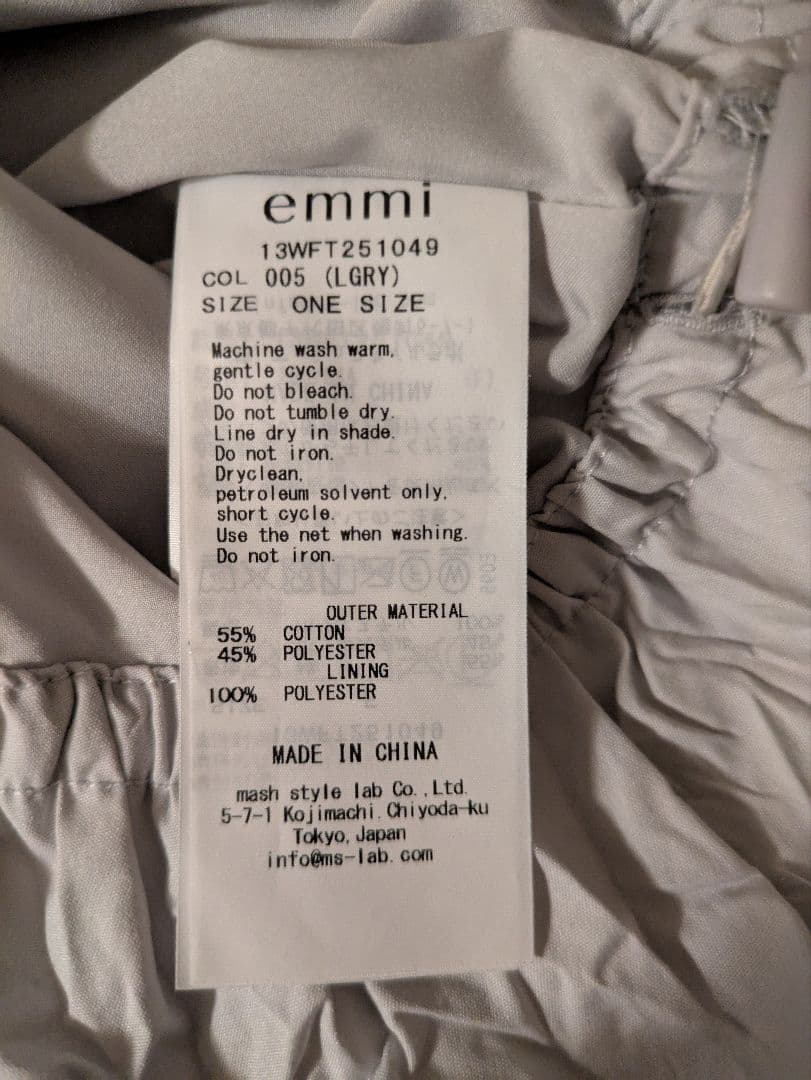 emmi
13WFT251049
COL 005 (LGRY)
SIZE ONE SIZE
Machine wash warm,
gentle cycle.
Do not bleach.
Do not tumble dry.
Line dry in shade.
Do not iron.
Dryclean,
petroleum solvent only,
short cycle.
Use the net when washing.
Do not iron.
OUTER MATERIAL
55% COTTON
45% POLYESTER
LINING
100% POLYESTER
MADE IN CHINA
mash style lab Co.,Ltd.
5-7-1 Kojimachi,Chiyoda-ku
Tokyo,Japan
info@ms-lab.com